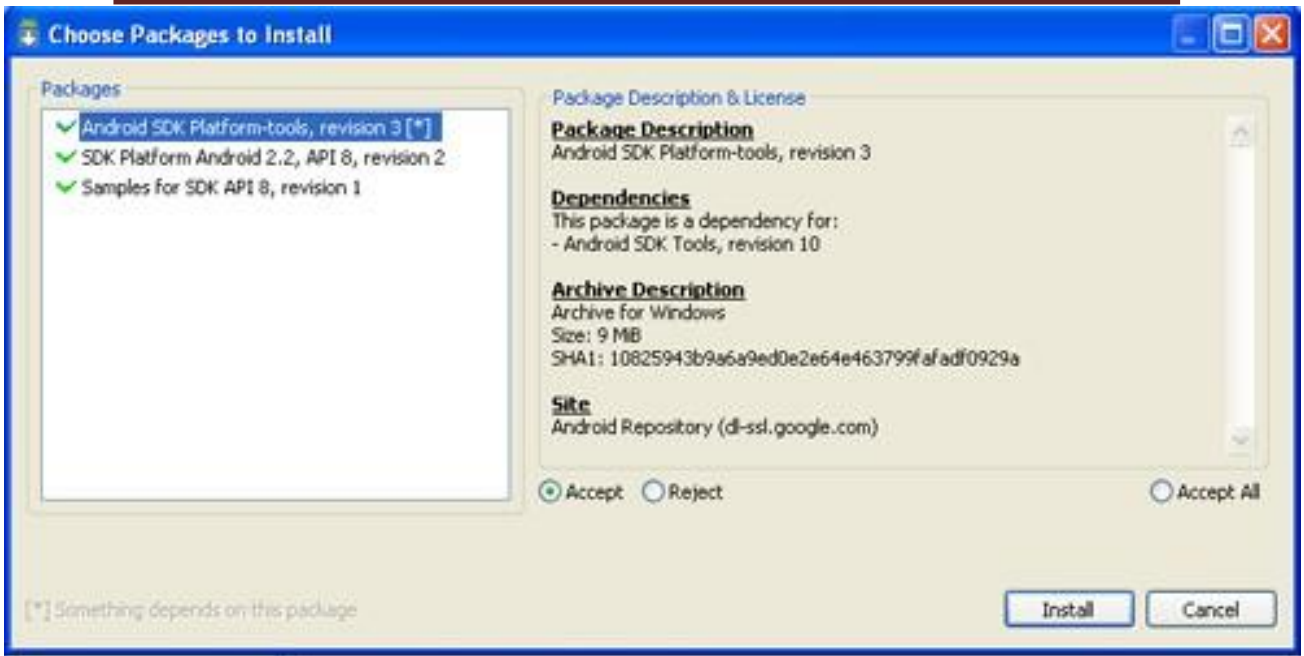 Choose Packages to Install
Packages
Android SDK Platform-tools, revision 3 [*]
SDK Platform Android 2.2, API 8, revision 2
Samples for SDK API 8, revision 1
Package Description & License
Package Description
Android SDK Platform-tools, revision 3
Dependencies
This package is a dependency for:
- Android SDK Tools, revision 10
Archive Description
Archive for Windows
Size: 9 MiB
SHA1: 10825943b9a6a9ed0e2e64e463799fafadf0929a
Site
Android Repository (dl-ssl.google.com)
Accept Reject Accept All
[*] Something depends on this package
Install Cancel